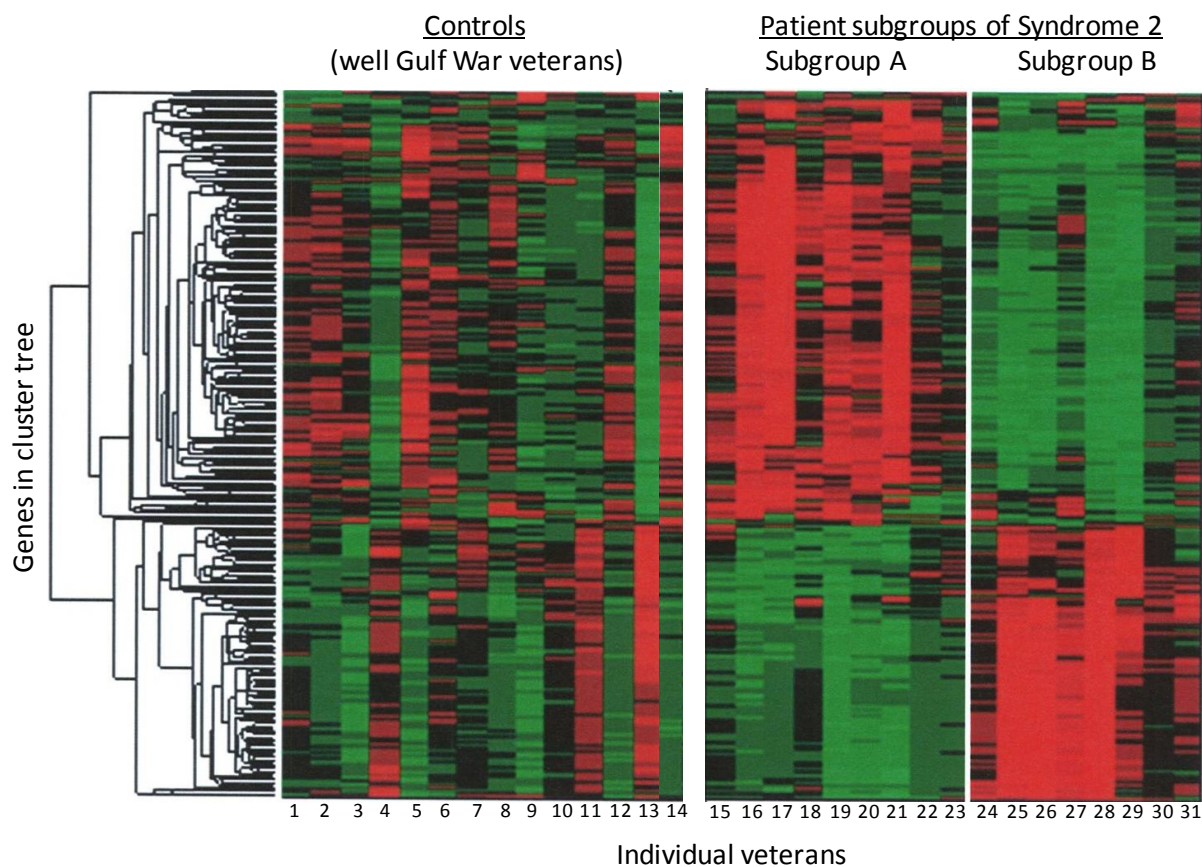 Controls
(well Gulf War veterans)
Patient subgroups of Syndrome 2
Subgroup A
Subgroup B
Genes in cluster tree
1 2 3 4 5 6 7 8 9 10 11 12 13 14
15 16 17 18 19 20 21 22 23
24 25 26 27 28 29 30 31
Individual veterans